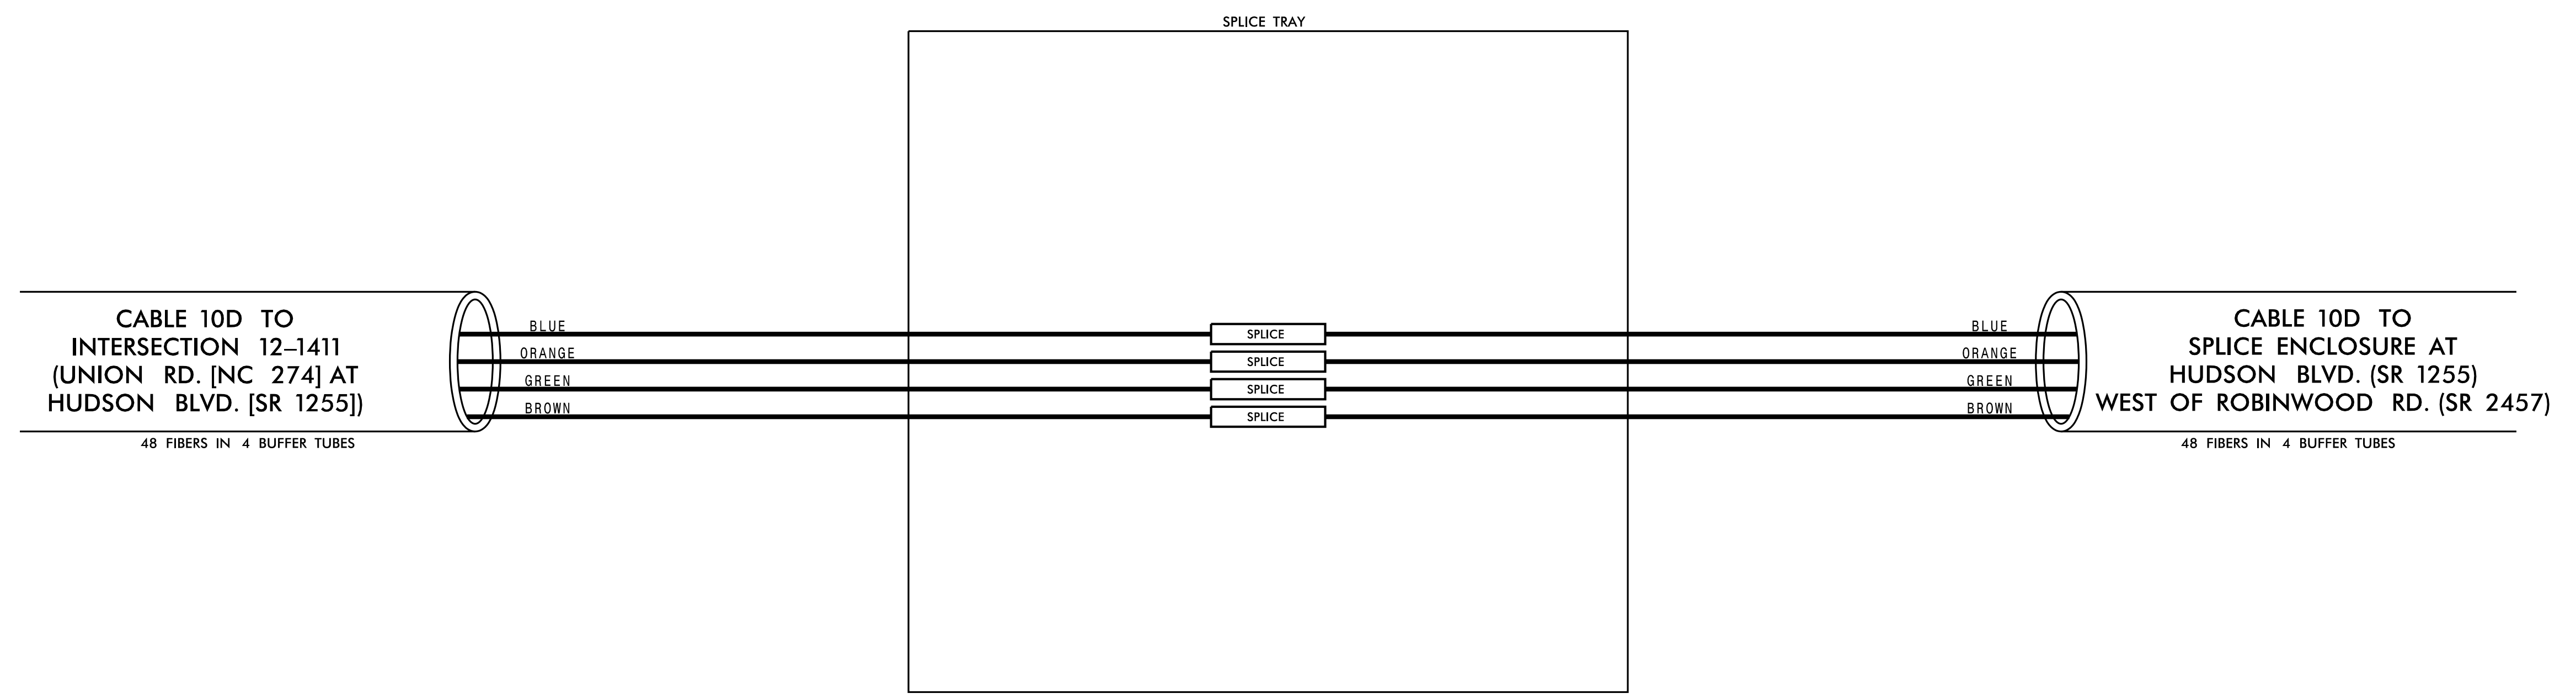 SPLICE TRAY
CABLE 10D TO
INTERSECTION 12–1411
(UNION RD. [NC 274] AT
HUDSON BLVD. [SR 1255])
48 FIBERS IN 4 BUFFER TUBES
BLUE
ORANGE
GREEN
BROWN
SPLICE
SPLICE
SPLICE
SPLICE
BLUE
ORANGE
GREEN
BROWN
CABLE 10D TO
SPLICE ENCLOSURE AT
HUDSON BLVD. (SR 1255)
WEST OF ROBINWOOD RD. (SR 2457)
48 FIBERS IN 4 BUFFER TUBES